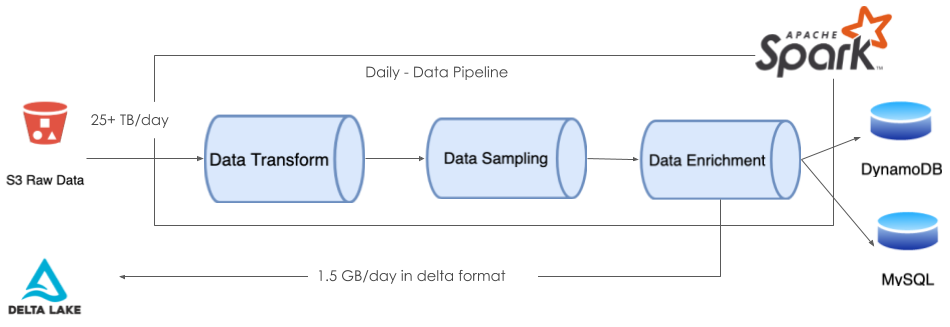 APACHE
Spark™
Daily - Data Pipeline
25+ TB/day
S3 Raw Data
Data Transform
Data Sampling
Data Enrichment
DynamoDB
MySQL
1.5 GB/day in delta format
DELTA LAKE